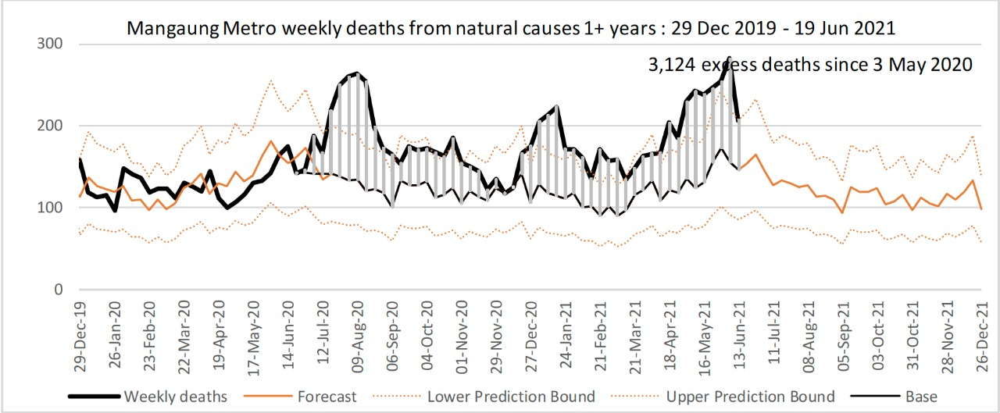 Mangaung Metro weekly deaths from natural causes 1+ years : 29 Dec 2019 - 19 Jun 2021
3,124 excess deaths since 3 May 2020
300
200
100
0
29-Dec-19
26-Jan-20
23-Feb-20
22-Mar-20
19-Apr-20
17-May-20
14-Jun-20
12-Jul-20
09-Aug-20
06-Sep-20
04-Oct-20
01-Nov-20
29-Nov-20
27-Dec-20
24-Jan-21
21-Feb-21
21-Mar-21
18-Apr-21
16-May-21
13-Jun-21
11-Jul-21
08-Aug-21
05-Sep-21
03-Oct-21
31-Oct-21
28-Nov-21
26-Dec-21
Weekly deaths Forecast Lower Prediction Bound Upper Prediction Bound Base